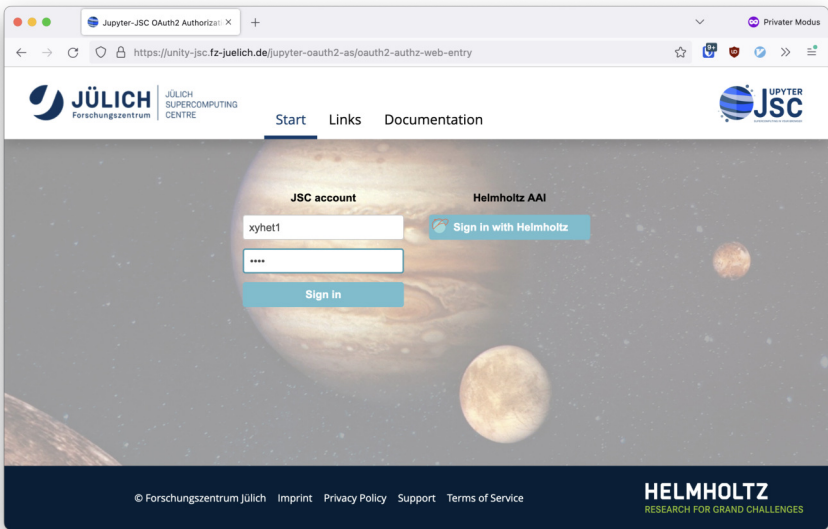 Jupyter-JSC OAuth2 Authorizati
Privater Modus
https://unity-jsc.fz-juelich.de/jupyter-oauth2-as/oauth2-authz-web-entry
9+
JÜLICH
Forschungszentrum
JÜLICH
SUPERCOMPUTING
CENTRE
Start Links Documentation
JUPYTER
JSC
JSC account
Helmholtz AAI
xyhet1
Sign in with Helmholtz
••••
Sign in
© Forschungszentrum Jülich Imprint Privacy Policy Support Terms of Service
HELMHOLTZ
RESEARCH FOR GRAND CHALLENGES